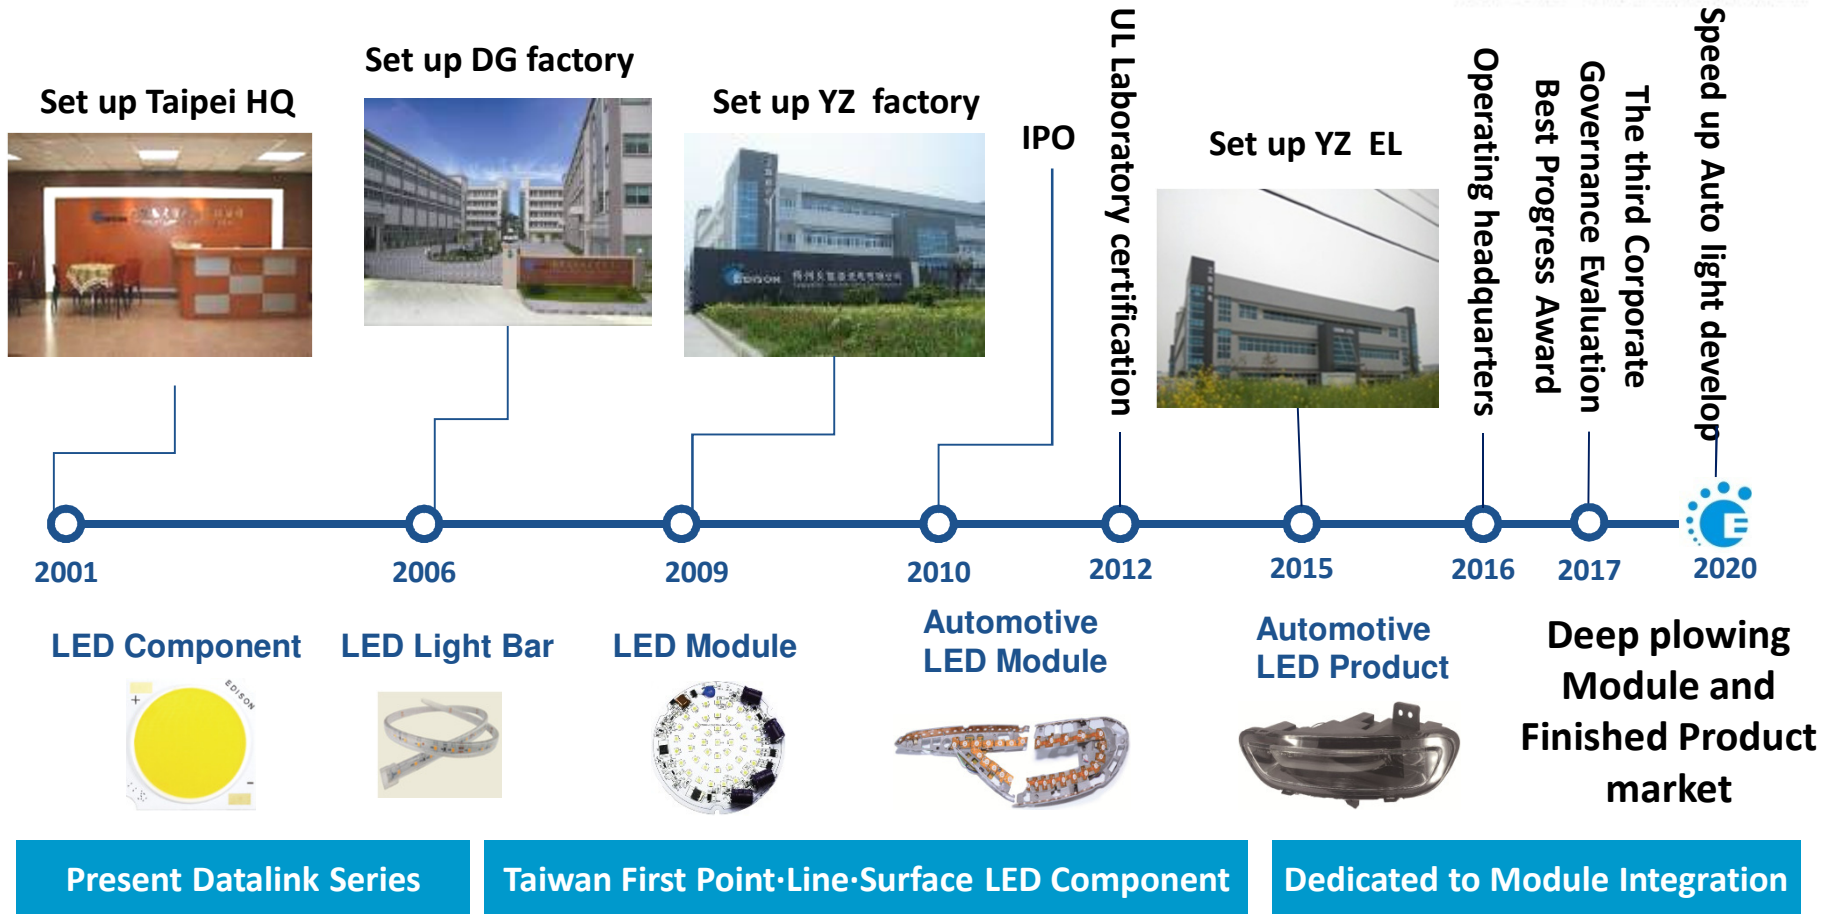 Set up Taipei HQ
Set up DG factory
Set up YZ  factory
IPO
UL Laboratory certification
Set up YZ  EL
Operating headquarters
The third Corporate
Governance Evaluation
Best Progress Award
Speed up Auto light develop
EDISON
2001
2006
2009
2010
2012
2015
2016
2017
2020
E
LED Component
LED Light Bar
LED Module
Automotive
LED Module
Automotive
LED Product
Deep plowing
Module and
Finished Product
market
+
EDISON
-
Present Datalink Series
Taiwan First Point·Line·Surface LED Component
Dedicated to Module Integration